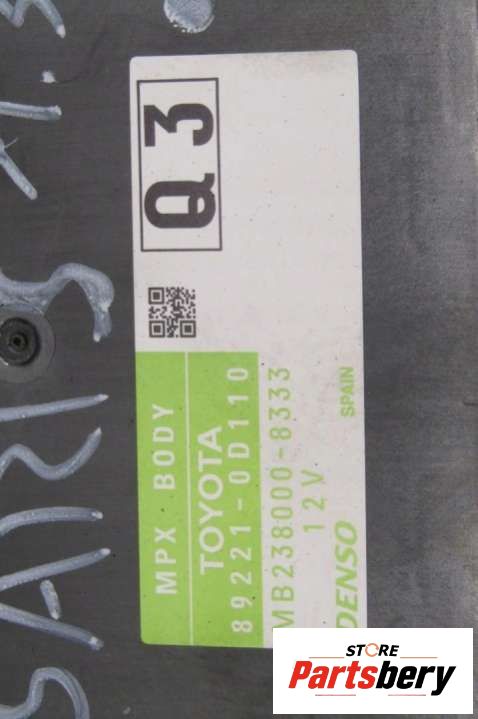 Q3
MPX BODY
TOYOTA
89221-0D110
MB238000-8333
12V
SPAIN
DENSO
STORE
Partsbery